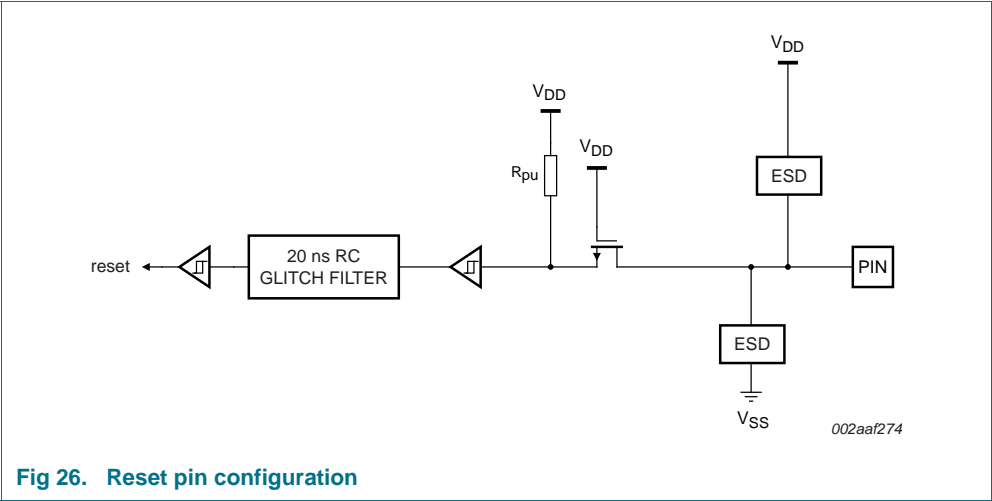 VDD
VDD
VDD
Rpu
ESD
reset
20 ns RC
GLITCH FILTER
PIN
ESD
VSS
002aaf274
Fig 26. Reset pin configuration